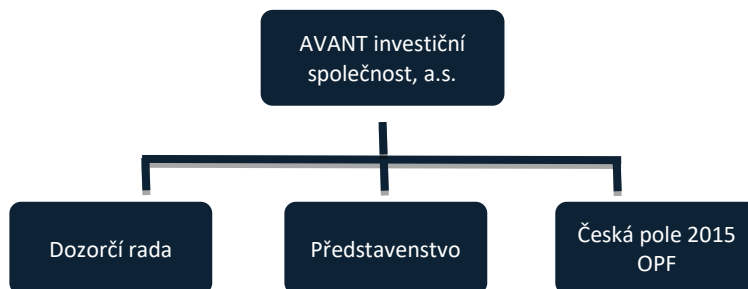 AVANT investiční
společnost, a.s.
Dozorčí rada
Představenstvo
Česká pole 2015
OPF